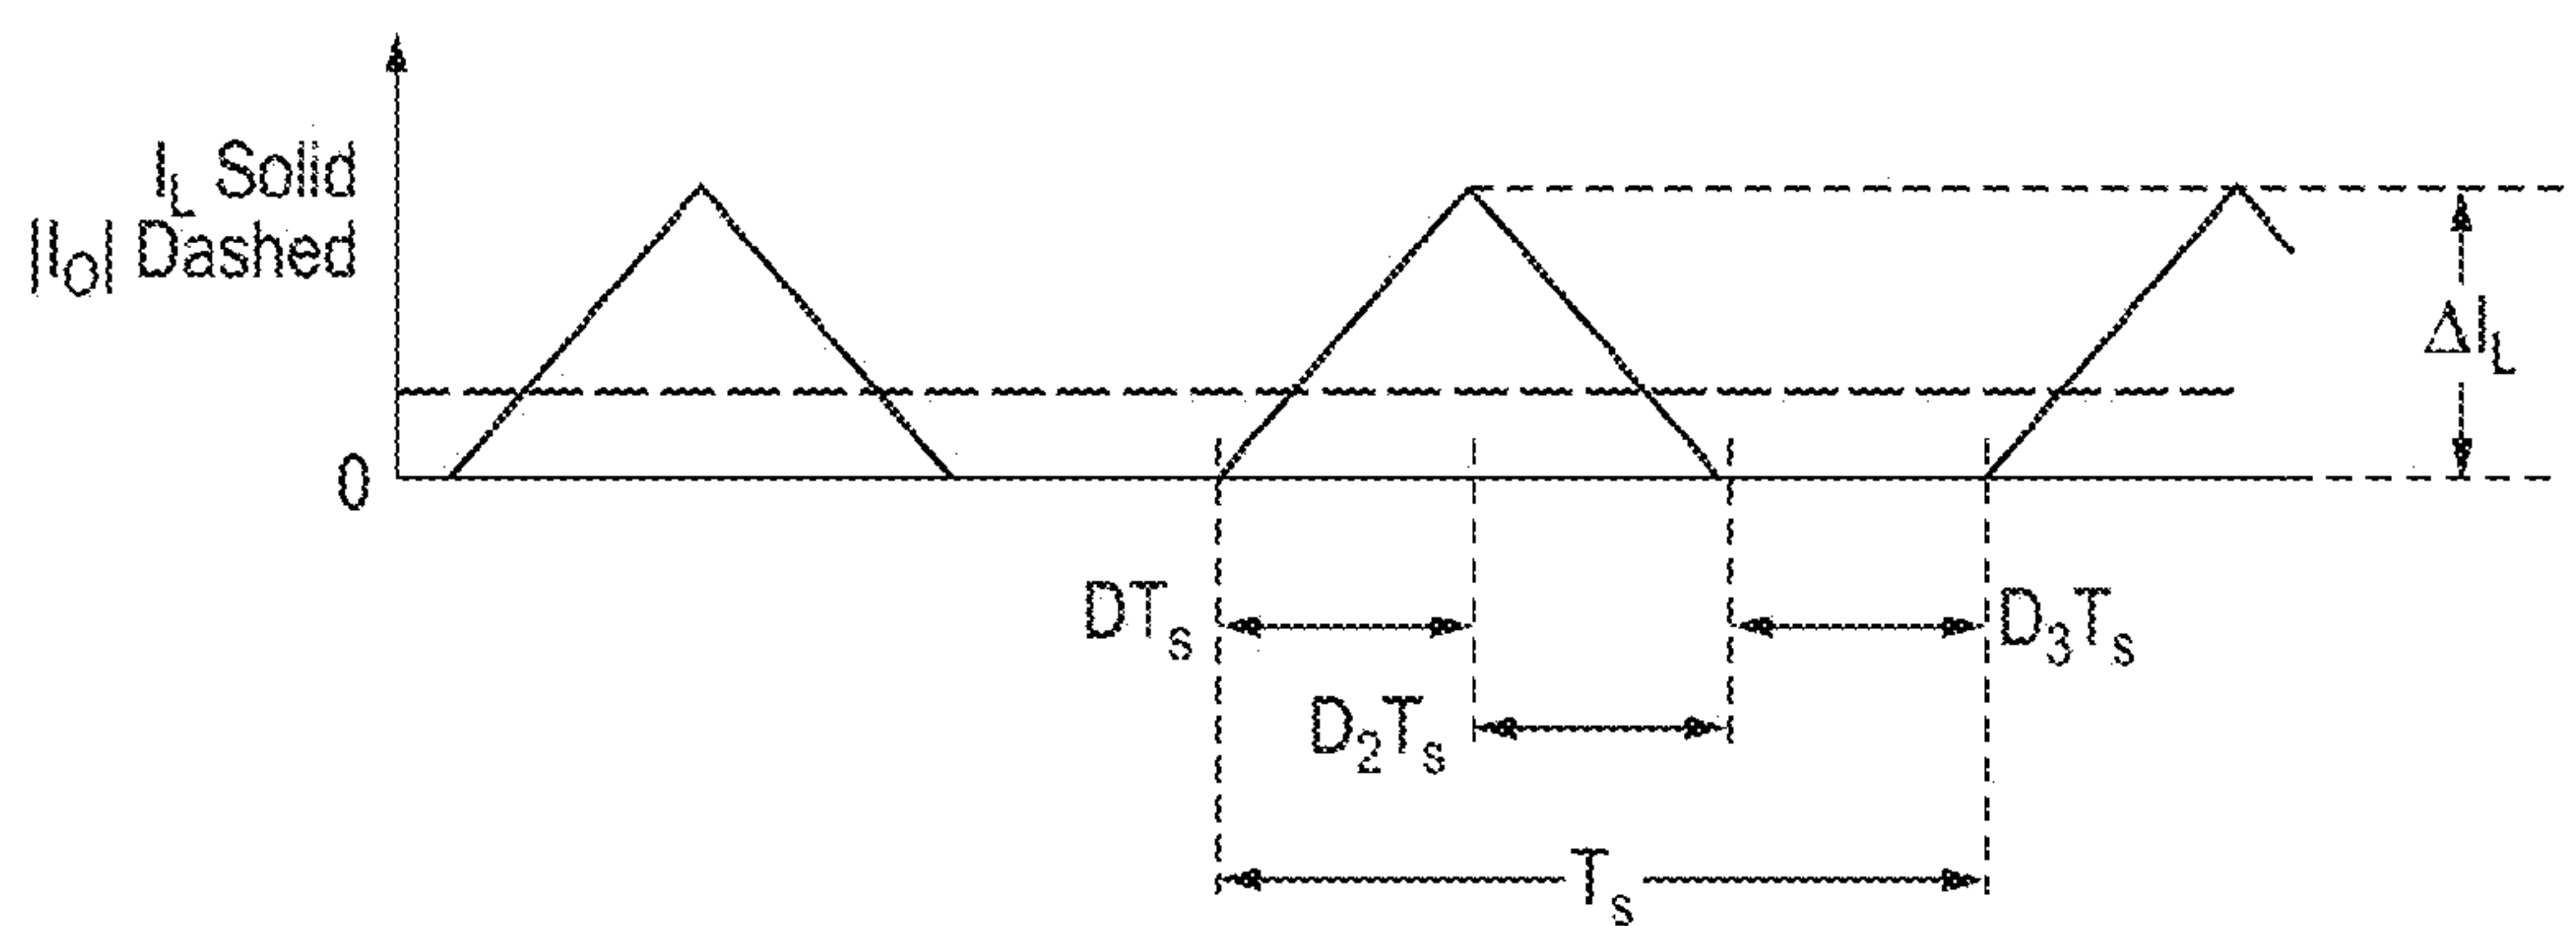 I_L Solid
|I_O| Dashed
0
ΔI_L
DT_s
D_3T_s
D_2T_s
T_s